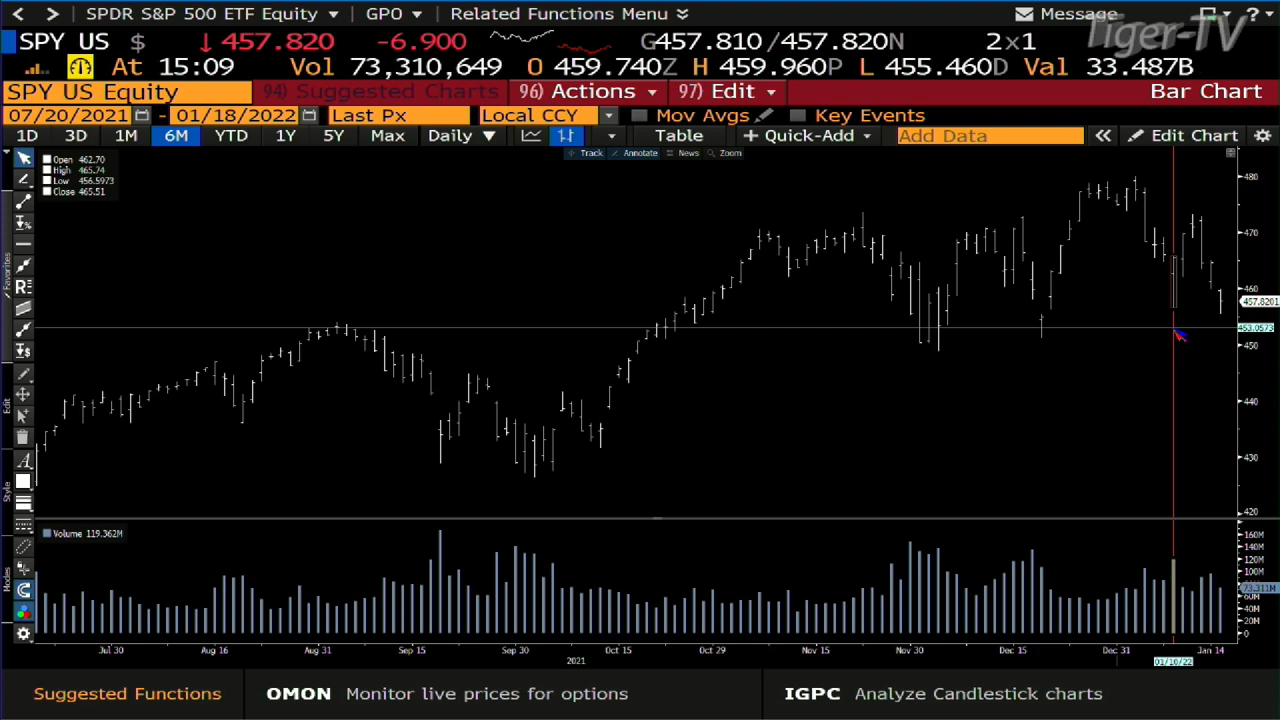 SPDR S&P 500 ETF Equity GPO Related Functions Menu Message ?
Tiger-TV
SPY US $ ↓ 457.820 -6.900 G457.810 /457.820N 2x1
At 15:09 Vol 73,310,649 O 459.740Z H 459.960P L 455.460D Val 33.487B
SPY US Equity 94) Suggested Charts 96) Actions 97) Edit Bar Chart
07/20/2021 - 01/18/2022 Last Px Local CCY Mov Avgs Key Events
1D 3D 1M 6M YTD 1Y 5Y Max Daily ▼ Table + Quick-Add Add Data « Edit Chart
Track Annotate News Zoom
Open 462.70
High 465.74
Low 456.5973
Close 465.51
Favorites
Edit
Style
Modes
480
470
460
457.8201
453.0573
450
440
430
420
Volume 119.362M
160M
140M
120M
100M
73.311M
60M
40M
20M
0
Jul 30 Aug 16 Aug 31 Sep 15 Sep 30 Oct 15 Oct 29 Nov 15 Nov 30 Dec 15 Dec 31 Jan 14
2021 01/10/22
Suggested Functions OMON Monitor live prices for options IGPC Analyze Candlestick charts